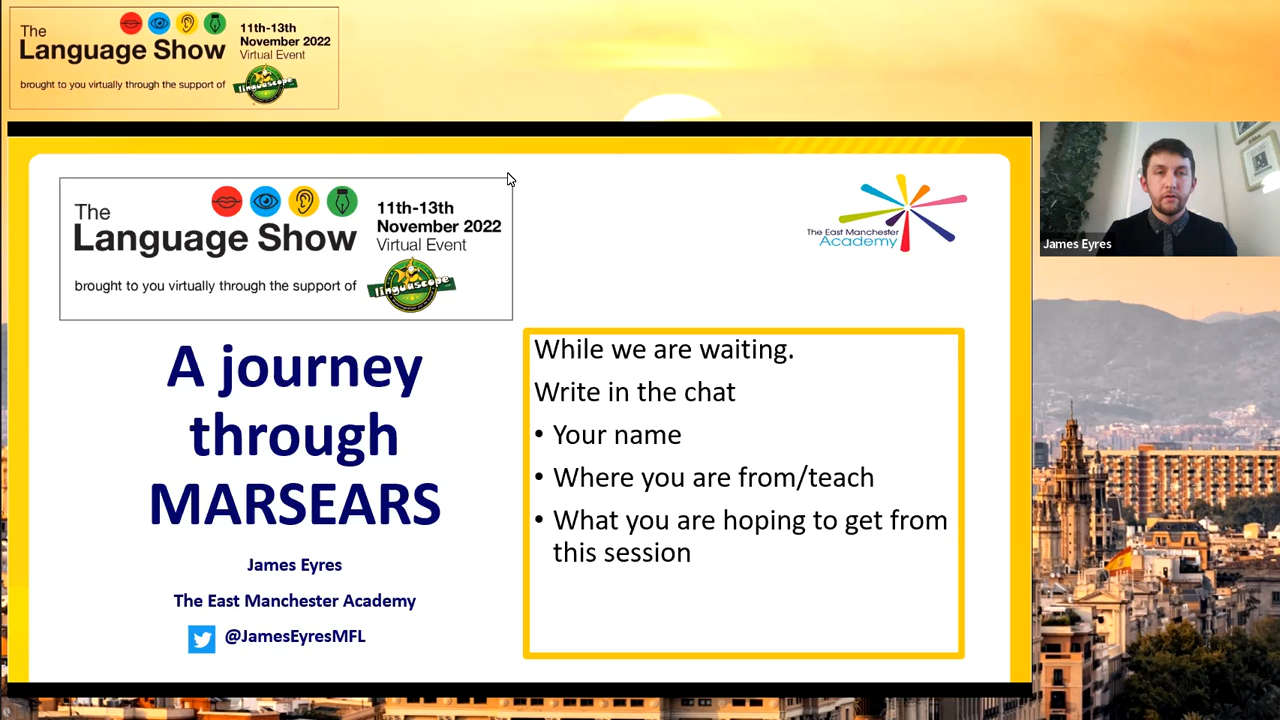 The
Language Show
11th-13th
November 2022
Virtual Event
brought to you virtually through the support of
linguascope
The
Language Show
11th-13th
November 2022
Virtual Event
brought to you virtually through the support of
linguascope
The East Manchester
Academy
A journey
through
MARSEARS
James Eyres
The East Manchester Academy
@JamesEyresMFL
While we are waiting.
Write in the chat
• Your name
• Where you are from/teach
• What you are hoping to get from
this session
James Eyres